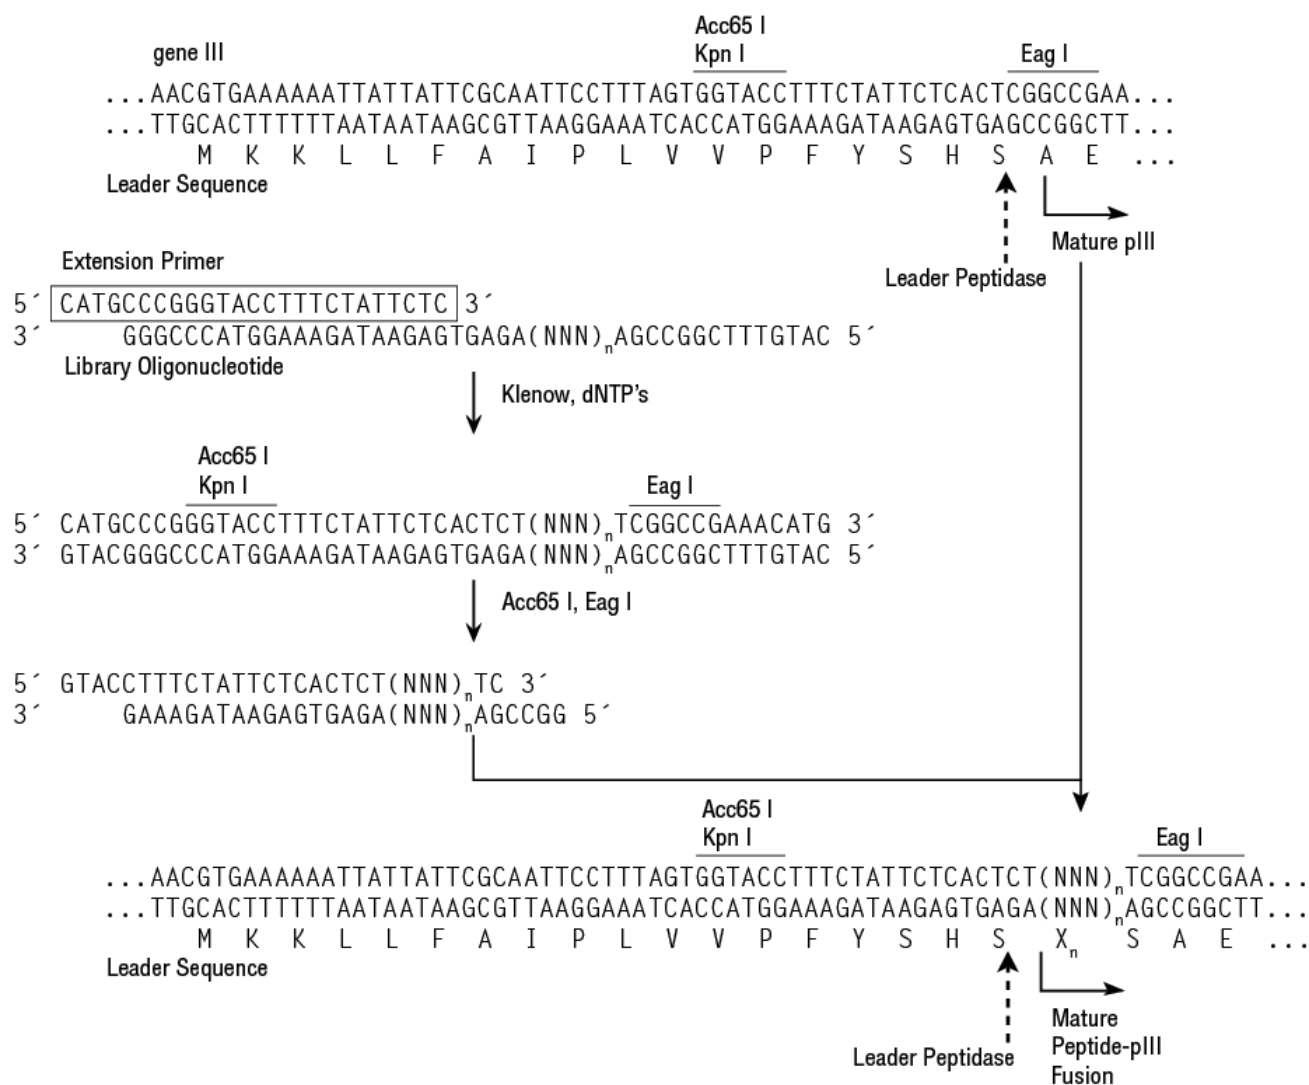 Acc65 I
gene III
Kpn I
Eag I
...AACGTGAAAAAATTATTATTCGCAATTCCTTTAGTGGTACCTTTCTATTCTCACTCGGCCGAA...
...TTGCACTTTTTTAATAATAAGCGTTAAGGAAATCACCATGGAAAGATAAGAGTGAGCCGGCTT...
M K K L L F A I P L V V P F Y S H S A E ...
Leader Sequence
Mature pIII
Leader Peptidase
Extension Primer
5´ CATGCCCGGGTACCTTTCTATTCTC 3´
3´ GGGCCCATGGAAAGATAAGAGTGAGA(NNN)nAGCCGGCTTTGTAC 5´
Library Oligonucleotide
Klenow, dNTP's
Acc65 I
Kpn I
Eag I
5´ CATGCCCGGGTACCTTTCTATTCTCACTCT(NNN)nTCGGCCGAAACATG 3´
3´ GTACGGGCCCATGGAAAGATAAGAGTGAGA(NNN)nAGCCGGCTTTGTAC 5´
Acc65 I, Eag I
5´ GTACCTTTCTATTCTCACTCT(NNN)nTC 3´
3´ GAAAGATAAGAGTGAGA(NNN)nAGCCGG 5´
Acc65 I
Kpn I
Eag I
...AACGTGAAAAAATTATTATTCGCAATTCCTTTAGTGGTACCTTTCTATTCTCACTCT(NNN)nTCGGCCGAA...
...TTGCACTTTTTTAATAATAAGCGTTAAGGAAATCACCATGGAAAGATAAGAGTGAGA(NNN)nAGCCGGCTT...
M K K L L F A I P L V V P F Y S H S Xn S A E ...
Leader Sequence
Mature
Peptide-pIII
Fusion
Leader Peptidase